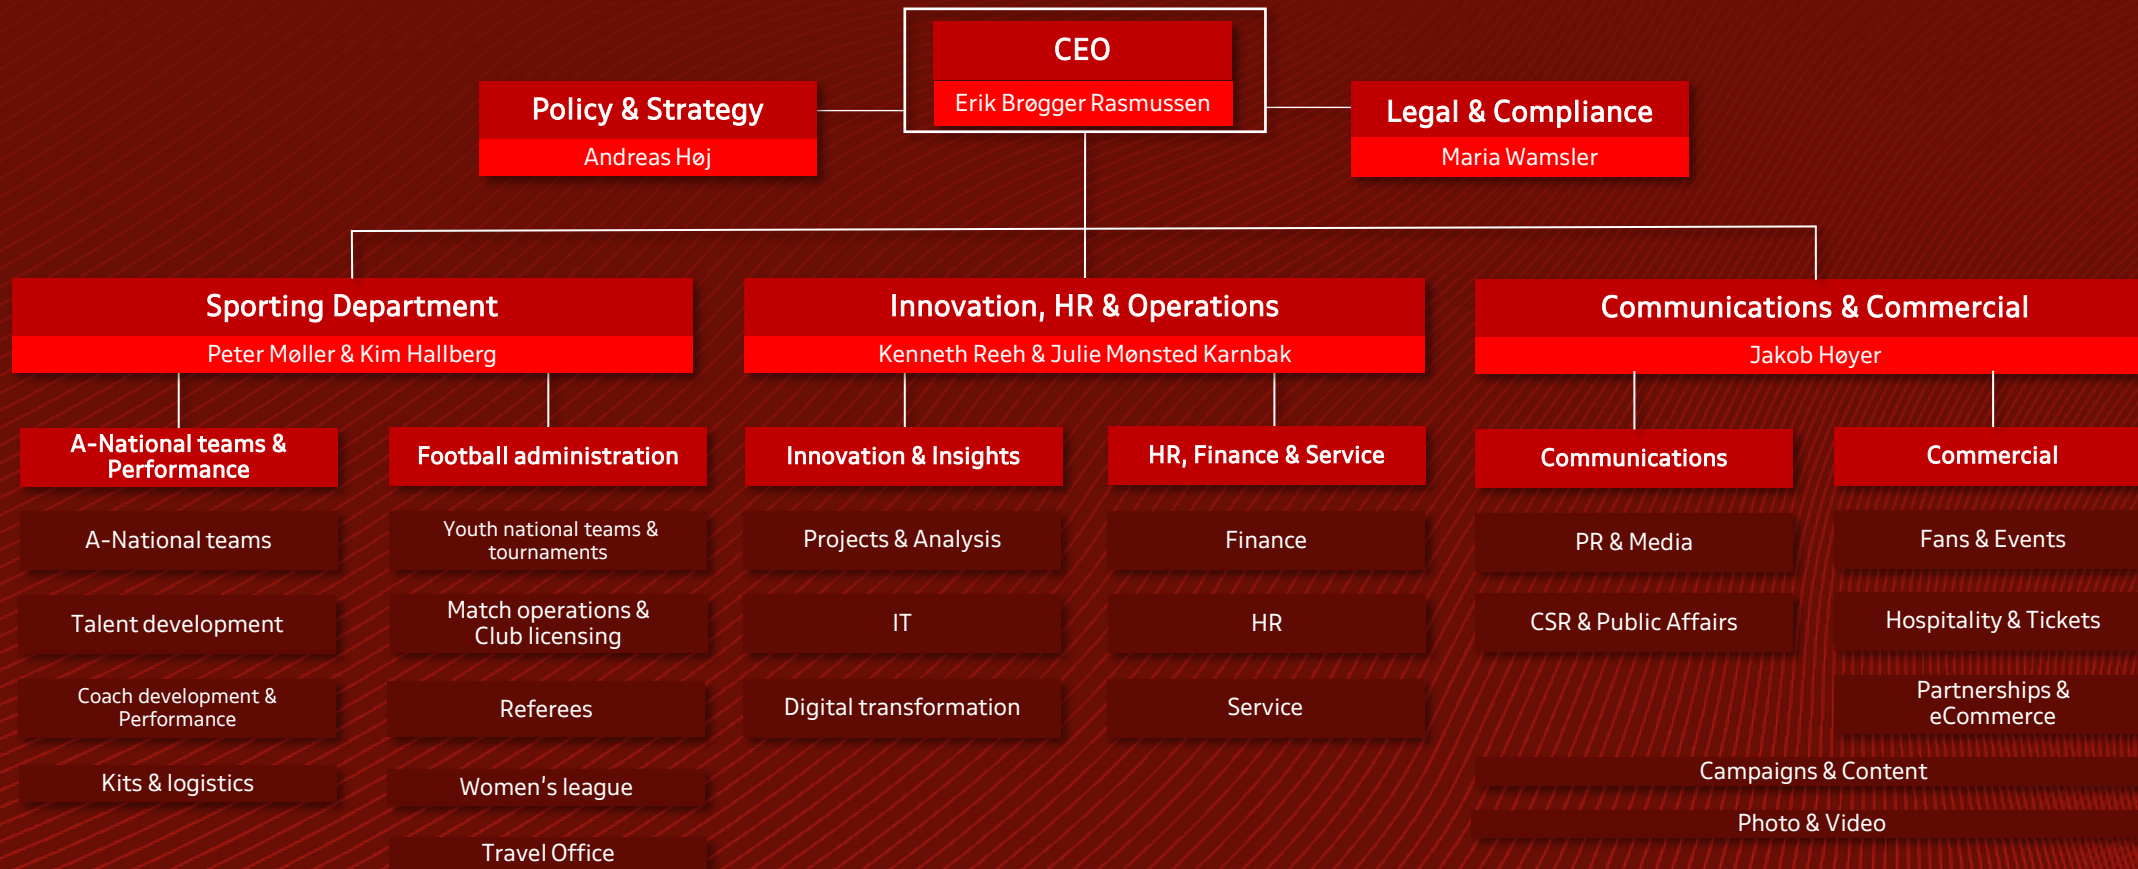 CEO
Erik Brøgger Rasmussen
Policy & Strategy
Andreas Høj
Legal & Compliance
Maria Wamsler
Sporting Department
Peter Møller & Kim Hallberg
Innovation, HR & Operations
Kenneth Reeh & Julie Mønsted Karnbak
Communications & Commercial
Jakob Høyer
A-National teams &
Performance
A-National teams
Talent development
Coach development &
Performance
Kits & logistics
Football administration
Youth national teams &
tournaments
Match operations &
Club licensing
Referees
Women's league
Travel Office
Innovation & Insights
Projects & Analysis
IT
Digital transformation
HR, Finance & Service
Finance
HR
Service
Communications
PR & Media
CSR & Public Affairs
Commercial
Fans & Events
Hospitality & Tickets
Partnerships &
eCommerce
Campaigns & Content
Photo & Video